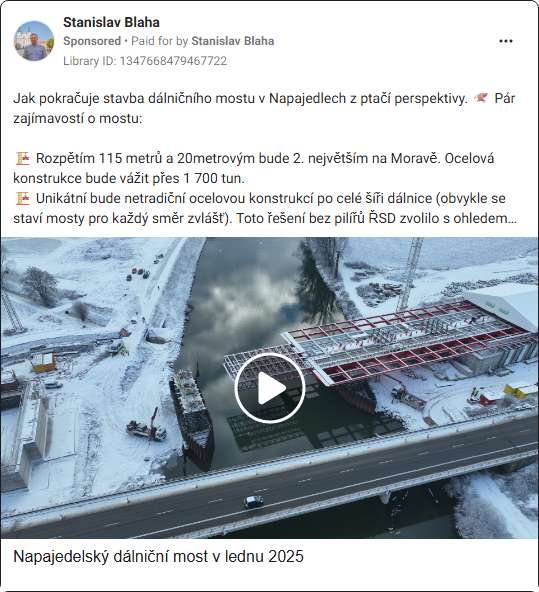 Stanislav Blaha
Sponsored • Paid for by Stanislav Blaha
Library ID: 1347668479467722
Jak pokračuje stavba dálničního mostu v Napajedlech z ptačí perspektivy. Pár
zajímavostí o mostu:
Rozpětím 115 metrů a 20metrovým bude 2. největším na Moravě. Ocelová
konstrukce bude vážit přes 1 700 tun.
Unikátní bude netradiční ocelovou konstrukcí po celé šíři dálnice (obvykle se
staví mosty pro každý směr zvlášť). Toto řešení bez pilířů ŘSD zvolilo s ohledem…
Napajedelský dálniční most v lednu 2025